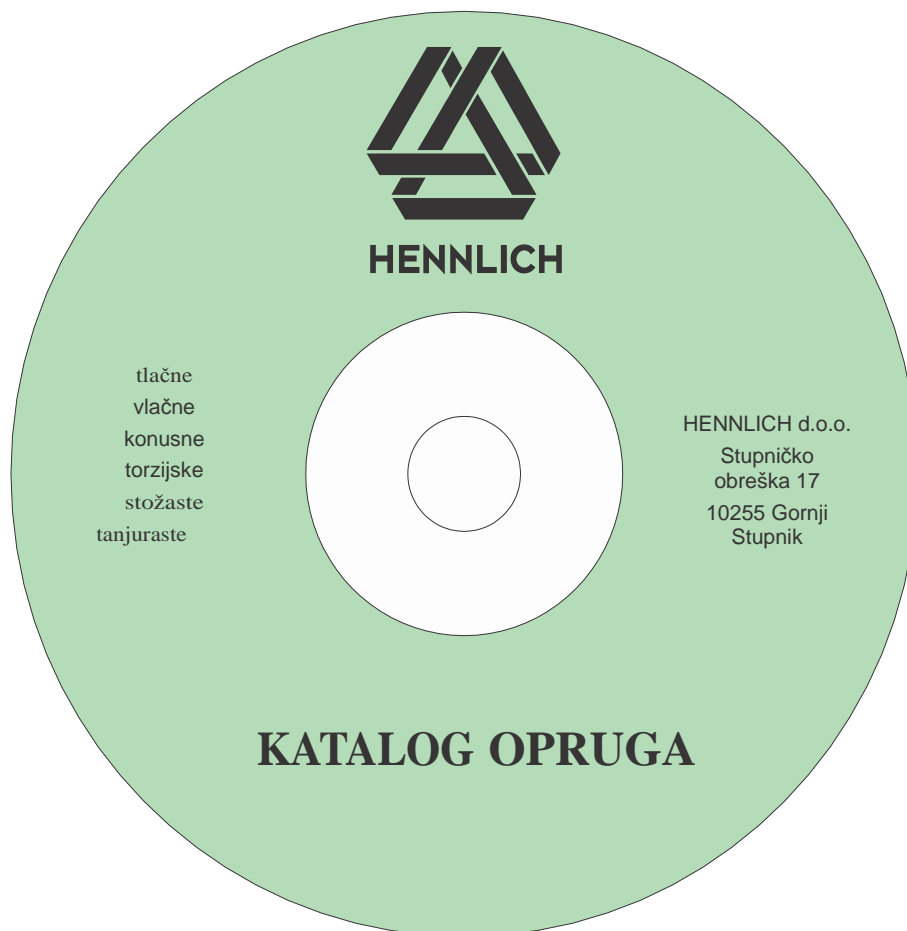 HENNLICH
tlačne
vlačne
konusne
torzijske
stožaste
tanjuraste
HENNLICH d.o.o.
Stupničko
obreška 17
10255 Gornji
Stupnik
KATALOG OPRUGA